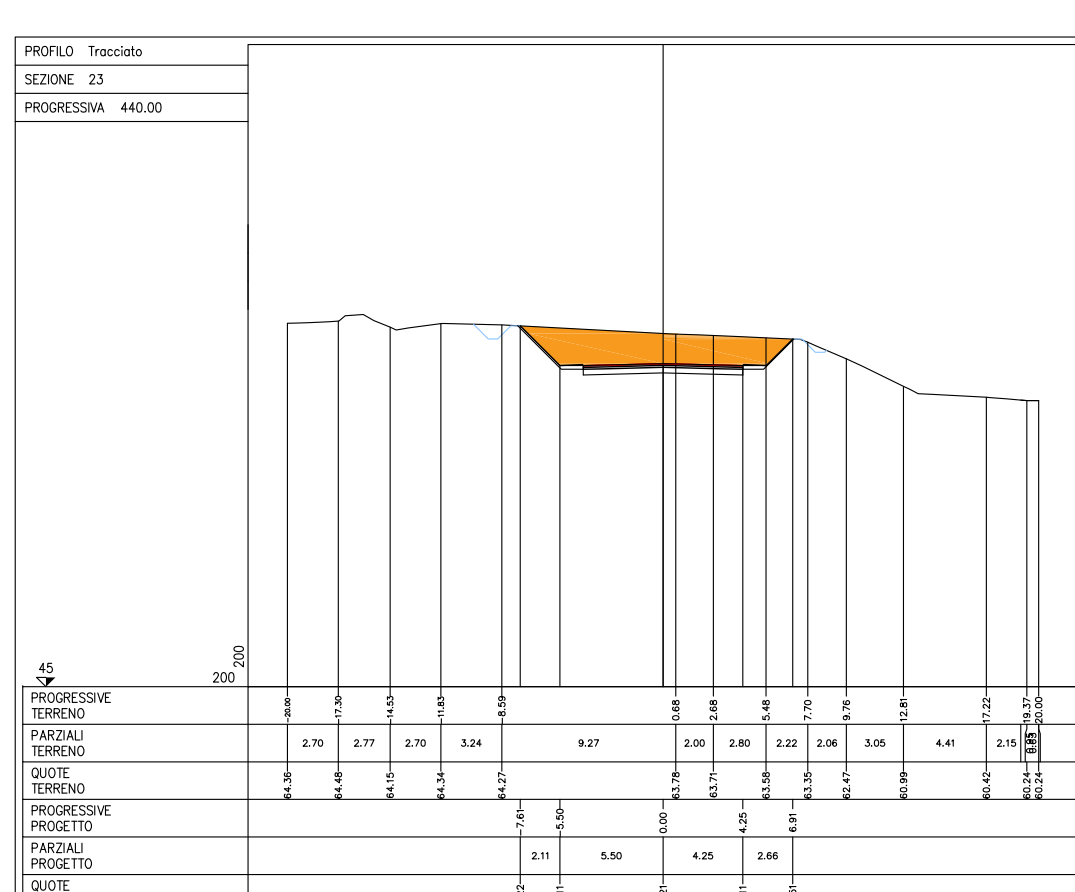 PROFILO Tracciato
SEZIONE 23
PROGRESSIVA 440.00
45
200
200
PROGRESSIVE TERRENO
-20.00 -17.30 -14.53 -11.83 -8.59 0.68 2.68 5.48 7.70 9.76 12.81 17.22 19.37 20.00
PARZIALI TERRENO
2.70 2.77 2.70 3.24 9.27 2.00 2.80 2.22 2.06 3.05 4.41 2.15
QUOTE TERRENO
64.36 64.48 64.15 64.34 64.27 63.78 63.71 63.58 63.35 62.47 60.99 60.42 60.24 60.24
PROGRESSIVE PROGETTO
-7.61 5.50 0.00 4.25 6.91
PARZIALI PROGETTO
2.11 5.50 4.25 2.66
QUOTE